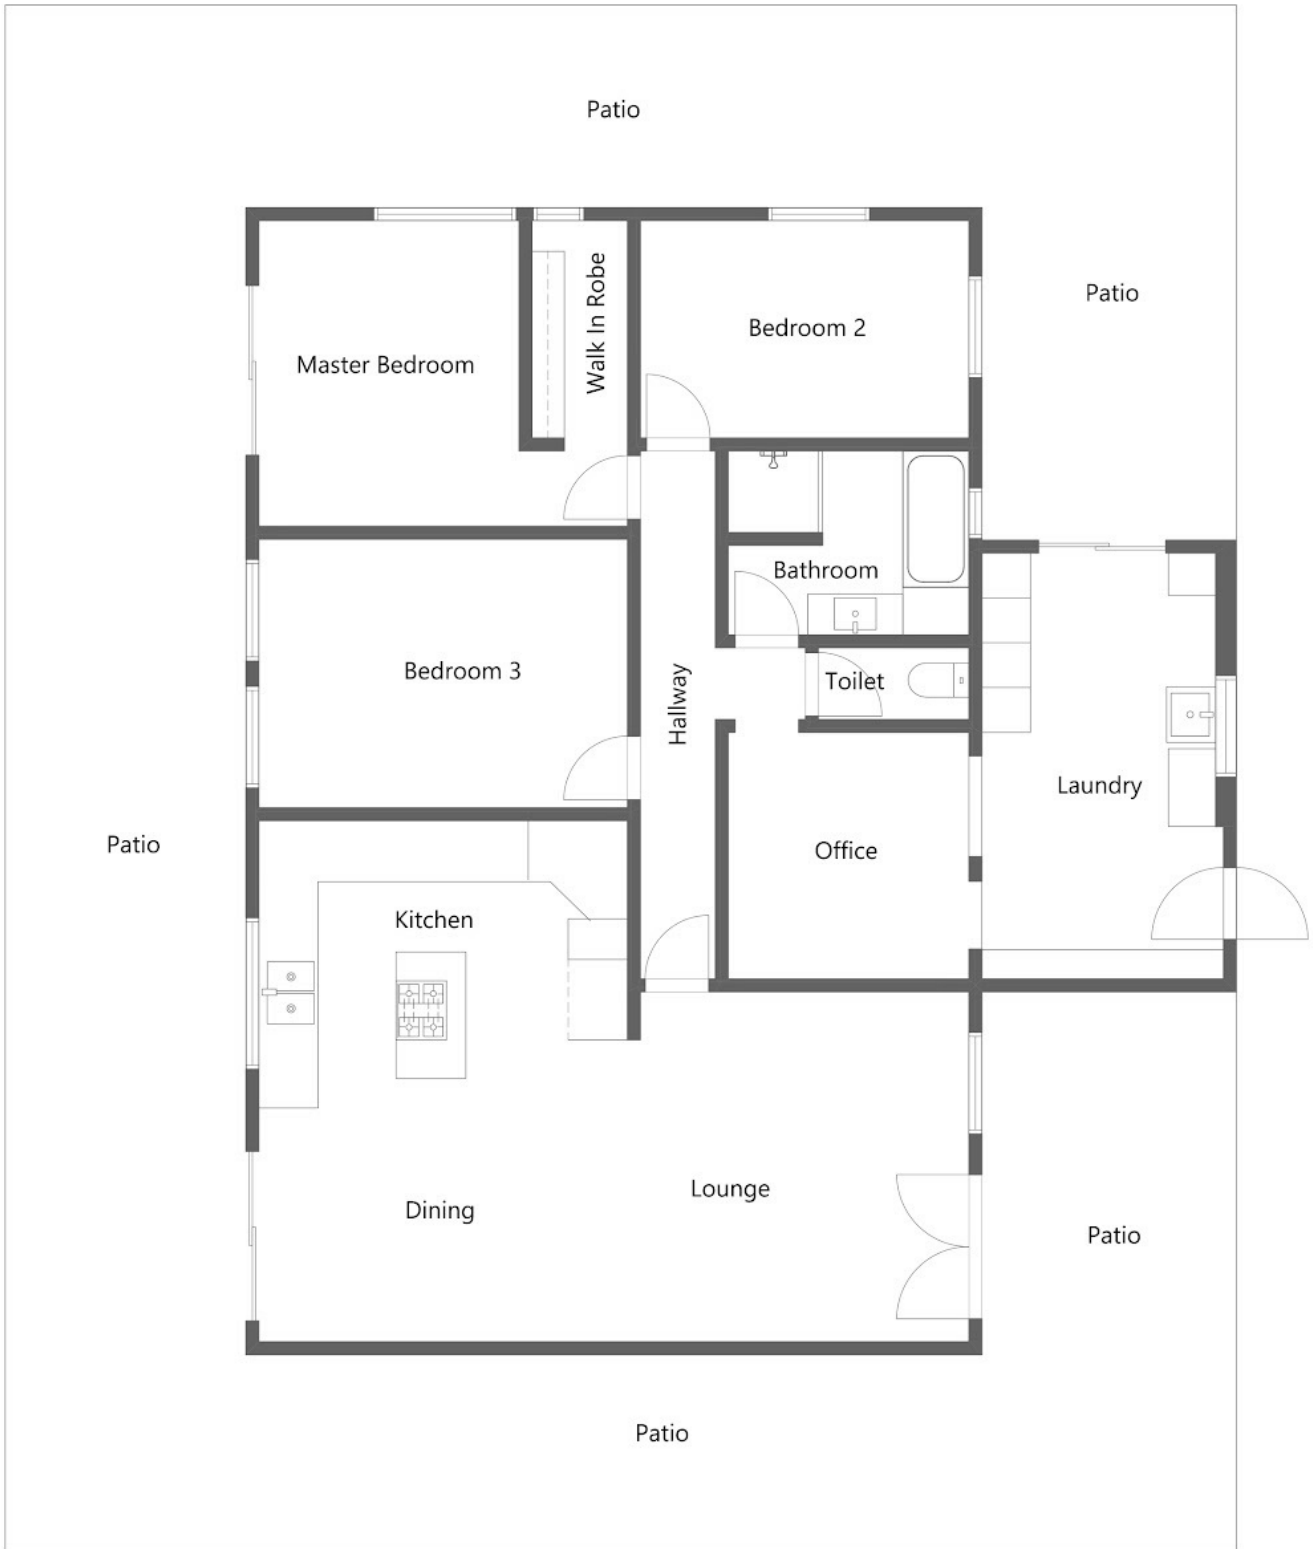 Patio
Walk In Robe
Patio
Bedroom 2
Master Bedroom
Bathroom
Bedroom 3
Toilet
Hallway
Laundry
Patio
Office
Kitchen
Lounge
Dining
Patio
Patio